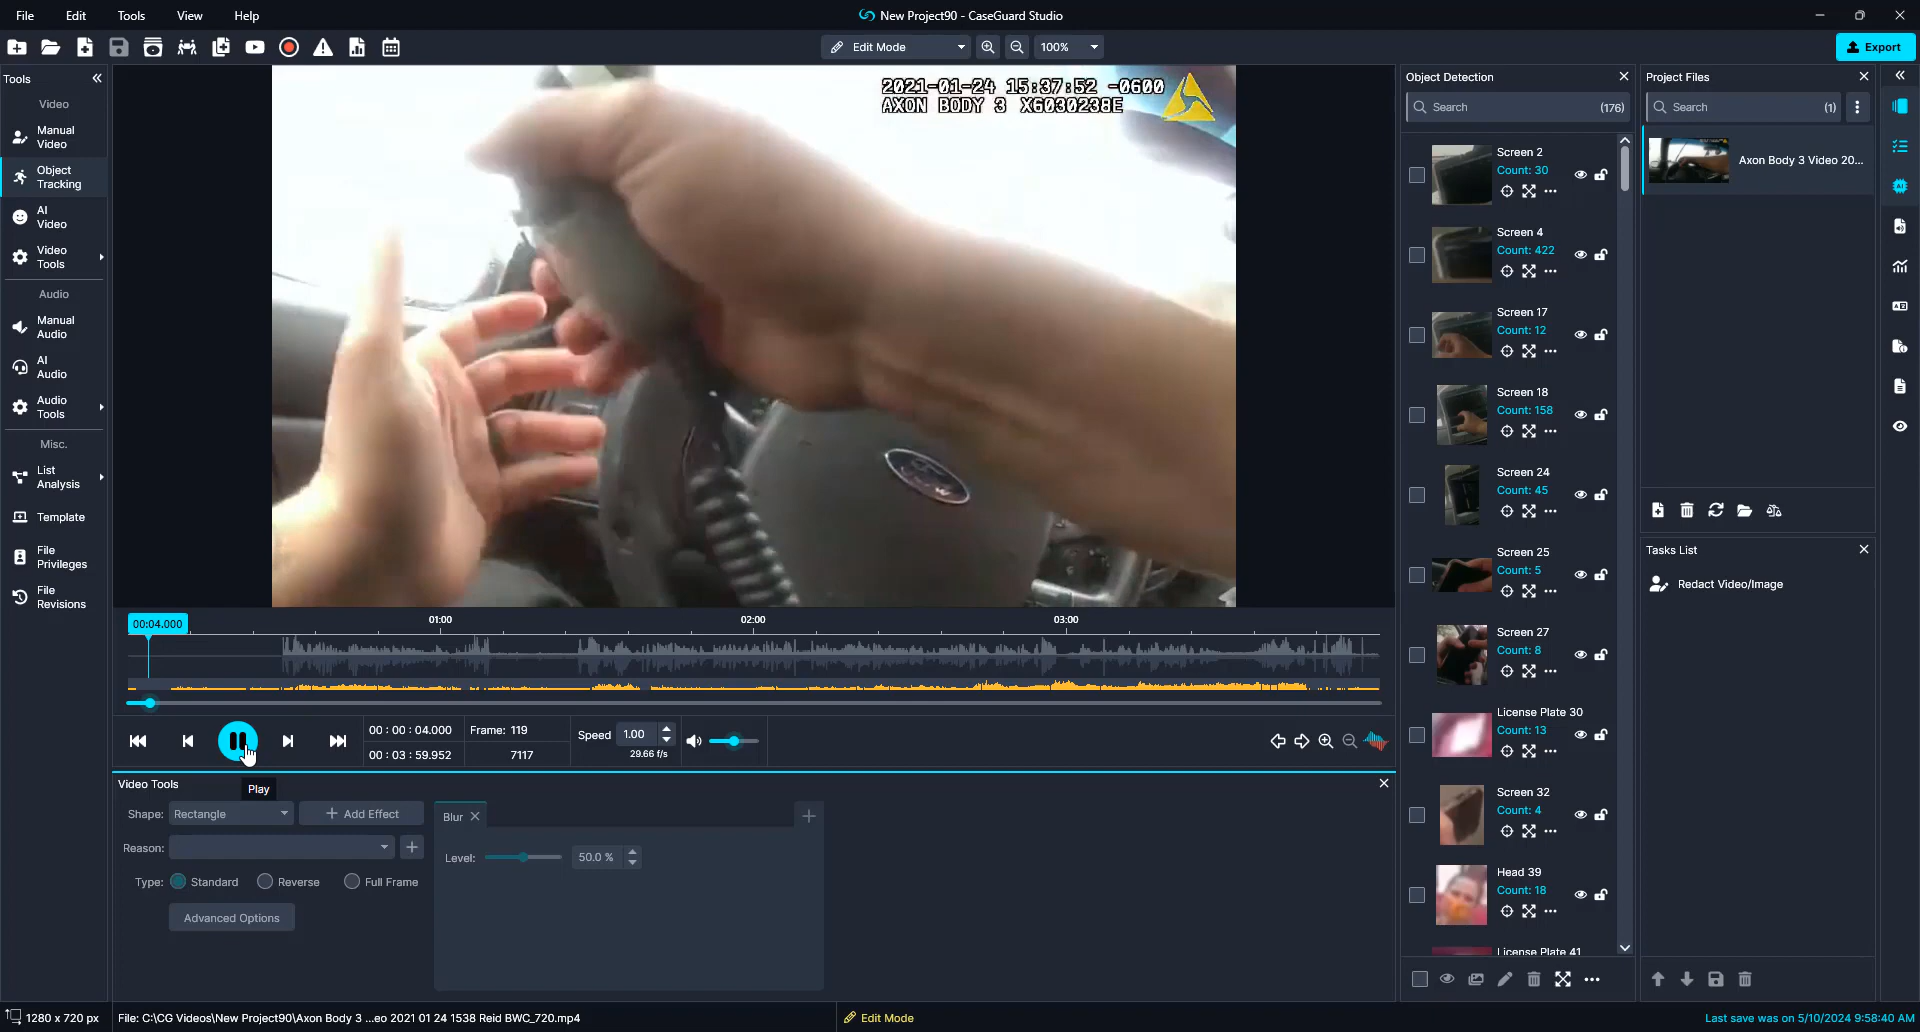 File Edit Tools View Help
New Project90 - CaseGuard Studio
Edit Mode
100%
Export
Tools
Video
Manual
Video
Object
Tracking
AI
Video
Video
Tools
Audio
Manual
Audio
AI
Audio
Audio
Tools
Misc.
List
Analysis
Template
File
Privileges
File
Revisions
2021-01-24 15:37:52 -0600
AXON BODY 3 X6030238E
00:04.000
01:00
02:00
03:00
00 : 00 : 04.000
Frame: 119
00 : 03 : 59.952
7117
Speed
1.00
29.66 f/s
Video Tools
Play
Shape:
Rectangle
Add Effect
Reason:
Type:
Standard
Reverse
Full Frame
Advanced Options
Blur
Level:
50.0 %
Object Detection
Search
(176)
Screen 2
Count: 30
Screen 4
Count: 422
Screen 17
Count: 12
Screen 18
Count: 158
Screen 24
Count: 45
Screen 25
Count: 5
Screen 27
Count: 8
License Plate 30
Count: 13
Screen 32
Count: 4
Head 39
Count: 18
License Plate 41
Project Files
Search
(1)
Axon Body 3 Video 20...
Tasks List
Redact Video/Image
1280 x 720 px
File: C:\CG Videos\New Project90\Axon Body 3 ...eo 2021 01 24 1538 Reid BWC_720.mp4
Edit Mode
Last save was on 5/10/2024 9:58:40 AM